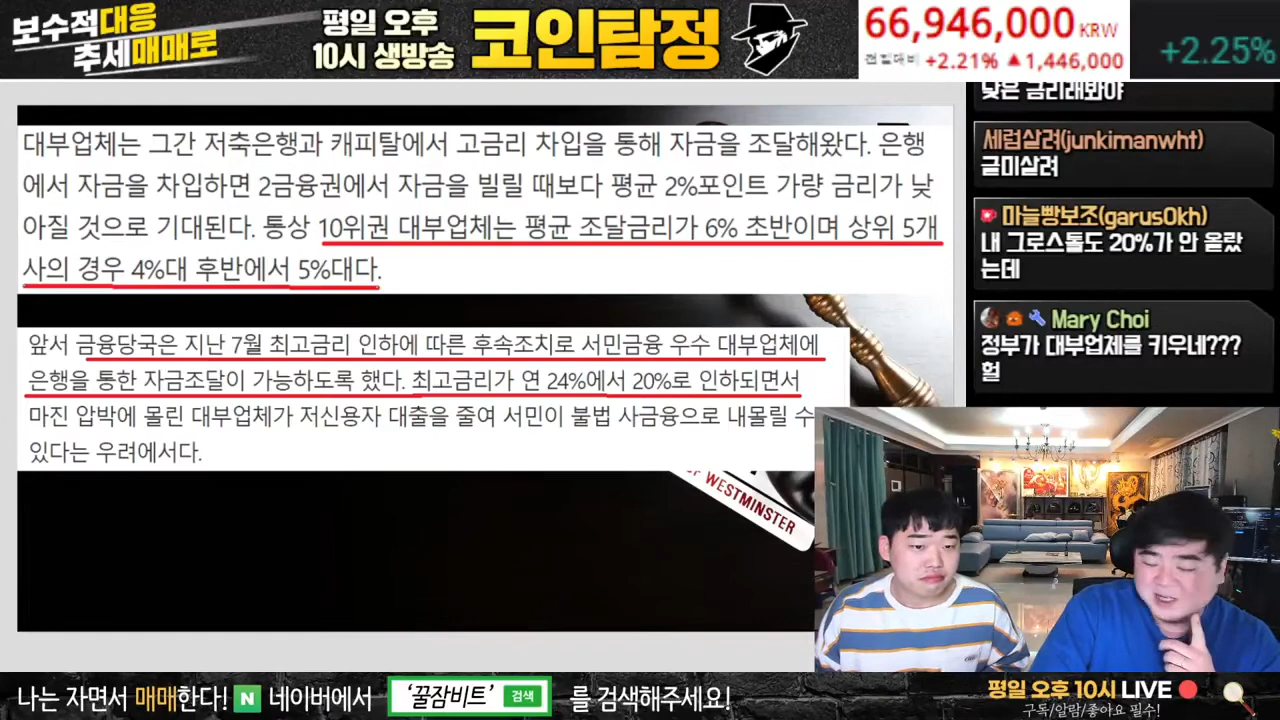 보수적대응
추세매매로
평일 오후
10시 생방송
코인탐정
66,946,000 KRW
전일대비 +2.21% ▲1,446,000
+2.25%
낮은 금리래봐야
세럼살려(junkimanwht)
글미살려
마늘빵보조(garus0kh)
내 그로스톨도 20%가 안 올랐
는데
Mary Choi
정부가 대부업체를 키우네???
헐
대부업체는 그간 저축은행과 캐피탈에서 고금리 차입을 통해 자금을 조달해왔다. 은행
에서 자금을 차입하면 2금융권에서 자금을 빌릴 때보다 평균 2%포인트 가량 금리가 낮
아질 것으로 기대된다. 통상 10위권 대부업체는 평균 조달금리가 6% 초반이며 상위 5개
사의 경우 4%대 후반에서 5%대다.
앞서 금융당국은 지난 7월 최고금리 인하에 따른 후속조치로 서민금융 우수 대부업체에
은행을 통한 자금조달이 가능하도록 했다. 최고금리가 연 24%에서 20%로 인하되면서
마진 압박에 몰린 대부업체가 저신용자 대출을 줄여 서민이 불법 사금융으로 내몰릴 수
있다는 우려에서다.
OF WESTMINSTER
나는 자면서 매매한다! N 네이버에서 '꿀잠비트' 검색 를 검색해주세요!
평일 오후 10시 LIVE
구독/알람/좋아요 필수!